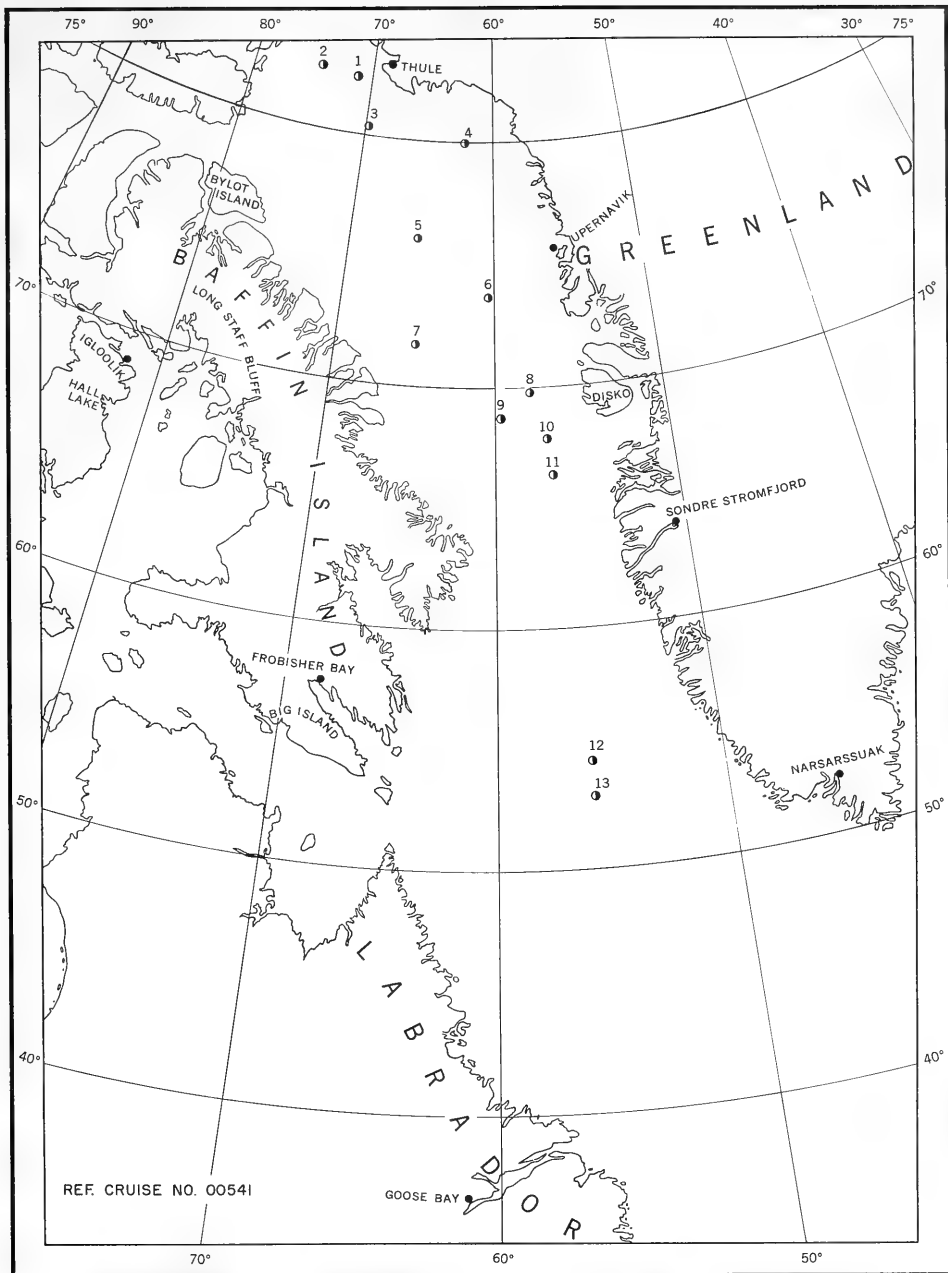 75° 90° 80° 70° 60° 50° 40° 30° 75°
2
1
THULE
3
4
BYLOT
ISLAND
UPERNAVIK
GREENLAND
5
6
70°
70°
7
BAFFIN ISLAND
LONG STAFF BLUFF
IGLOOLIK
HALL
LAKE
8
DISKO
9
10
11
SONDRE STROMFJORD
60°
60°
FROBISHER BAY
BIG ISLAND
12
NARSARSSUAK
13
50°
50°
LABRADOR
40°
40°
REF. CRUISE NO. 00541
GOOSE BAY
70° 60° 50°